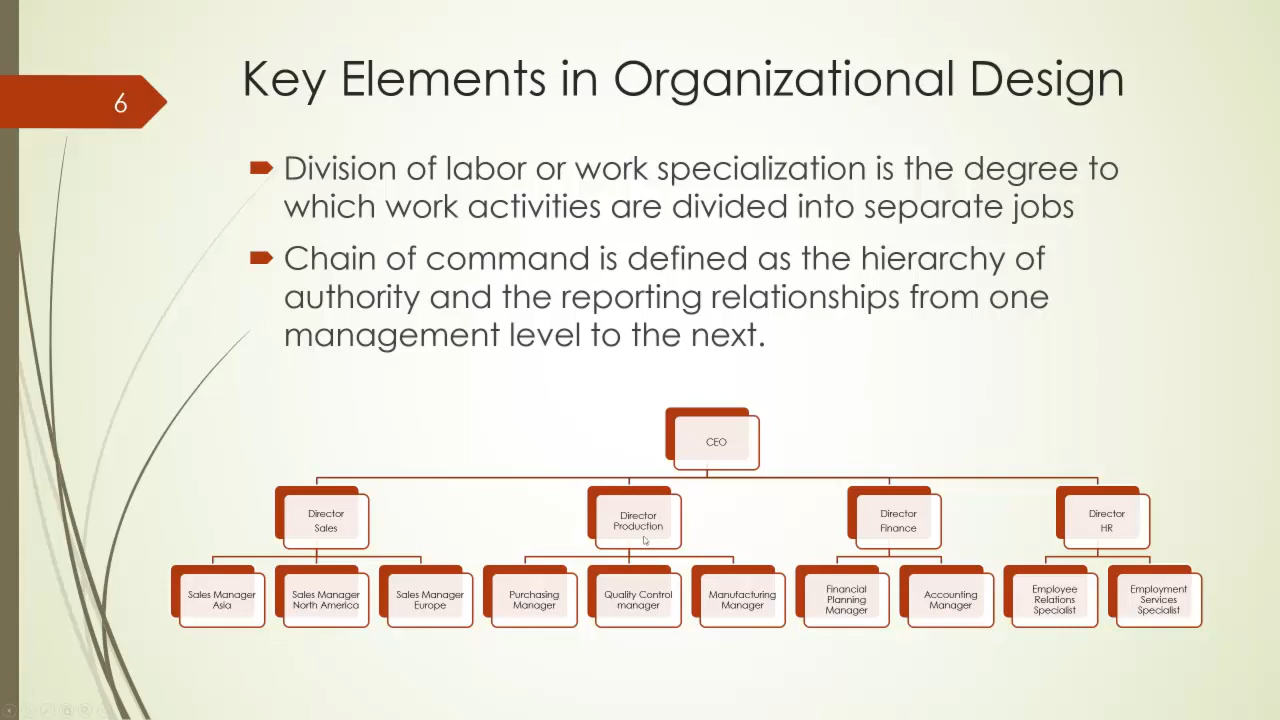 6
Key Elements in Organizational Design
Division of labor or work specialization is the degree to
which work activities are divided into separate jobs
Chain of command is defined as the hierarchy of
authority and the reporting relationships from one
management level to the next.
CEO
Director
Sales
Director
Production
Director
Finance
Director
HR
Sales Manager
Asia
Sales Manager
North America
Sales Manager
Europe
Purchasing
Manager
Quality Control
manager
Manufacturing
Manager
Financial
Planning
Manager
Accounting
Manager
Employee
Relations
Specialist
Employment
Services
Specialist